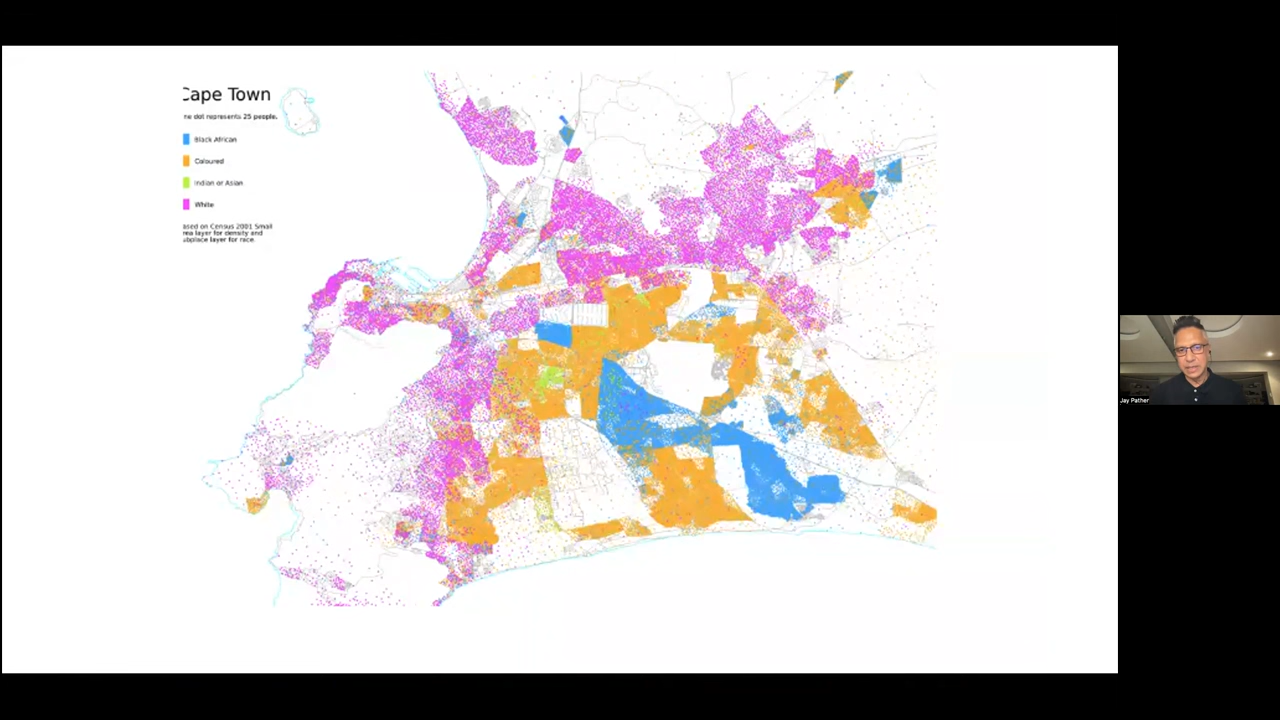 Cape Town
ne dot represents 25 people.
Black African
Coloured
Indian or Asian
White
ased on Census 2001 Small
rea layer for density and
ubplace layer for race.
Jay Pather